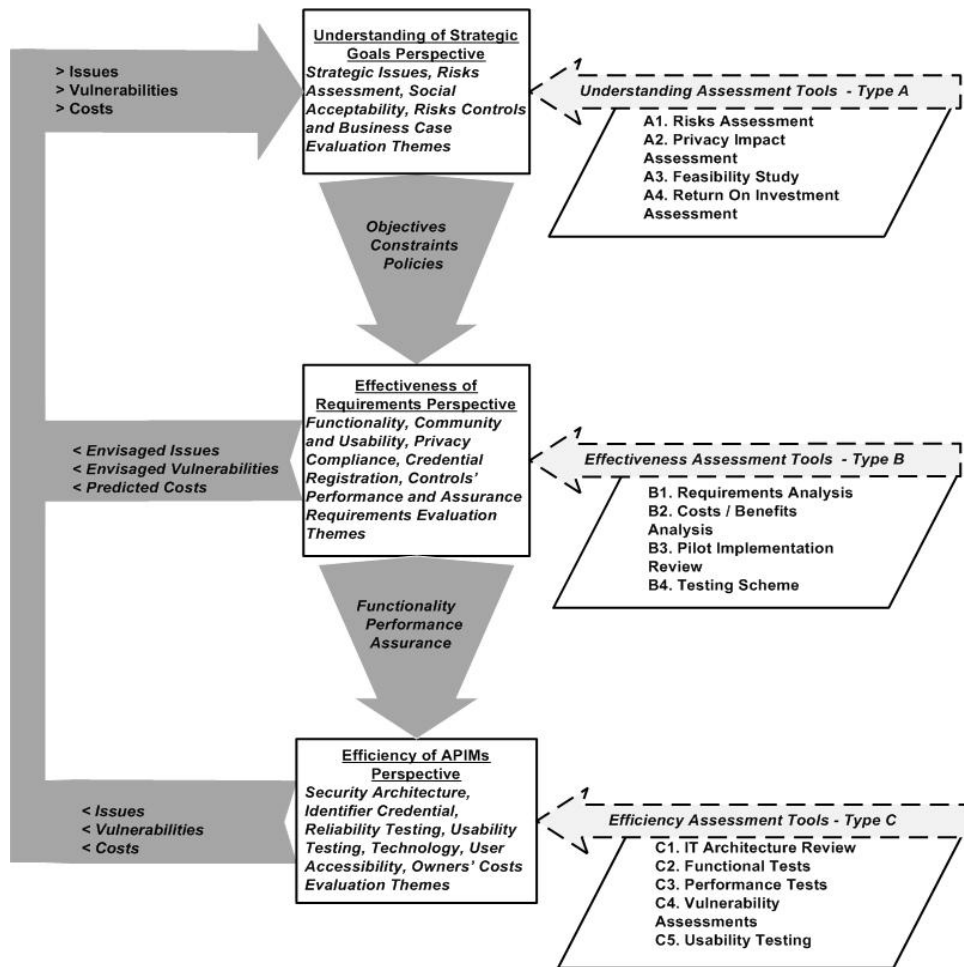 Understanding of Strategic
Goals Perspective
Strategic Issues, Risks
Assessment, Social
Acceptability, Risks Controls
and Business Case
Evaluation Themes
> Issues
> Vulnerabilities
> Costs
Understanding Assessment Tools - Type A
A1. Risks Assessment
A2. Privacy Impact
Assessment
A3. Feasibility Study
A4. Return On Investment
Assessment
Objectives
Constraints
Policies
Effectiveness of
Requirements Perspective
Functionality, Community
and Usability, Privacy
Compliance, Credential
Registration, Controls'
Performance and Assurance
Requirements Evaluation
Themes
< Envisaged Issues
< Envisaged Vulnerabilities
< Predicted Costs
Effectiveness Assessment Tools - Type B
B1. Requirements Analysis
B2. Costs / Benefits
Analysis
B3. Pilot Implementation
Review
B4. Testing Scheme
Functionality
Performance
Assurance
Efficiency of APIMs
Perspective
Security Architecture,
Identifier Credential,
Reliability Testing, Usability
Testing, Technology, User
Accessibility, Owners' Costs
Evaluation Themes
< Issues
< Vulnerabilities
< Costs
Efficiency Assessment Tools - Type C
C1. IT Architecture Review
C2. Functional Tests
C3. Performance Tests
C4. Vulnerability
Assessments
C5. Usability Testing